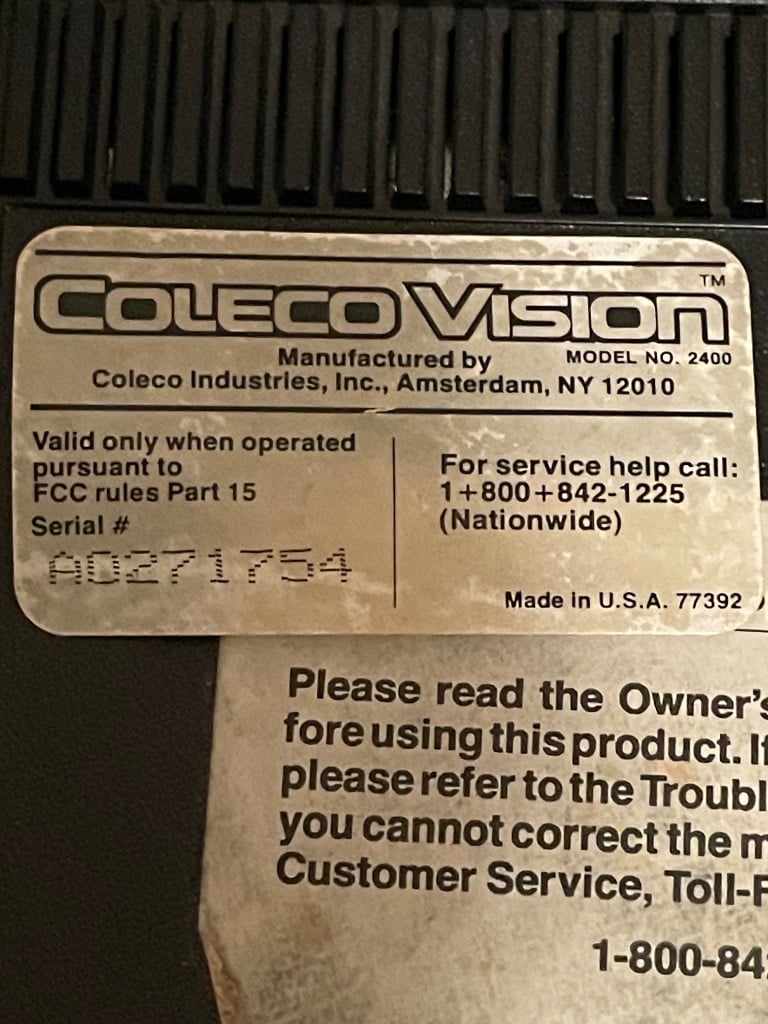 COLECOVISION™
Manufactured by MODEL NO. 2400
Coleco Industries, Inc., Amsterdam, NY 12010
Valid only when operated
pursuant to
FCC rules Part 15
Serial #
A0271754
For service help call:
1+800+842-1225
(Nationwide)
Made in U.S.A. 77392
Please read the Owner's
fore using this product. If
please refer to the Troubl
you cannot correct the m
Customer Service, Toll-F
1-800-84